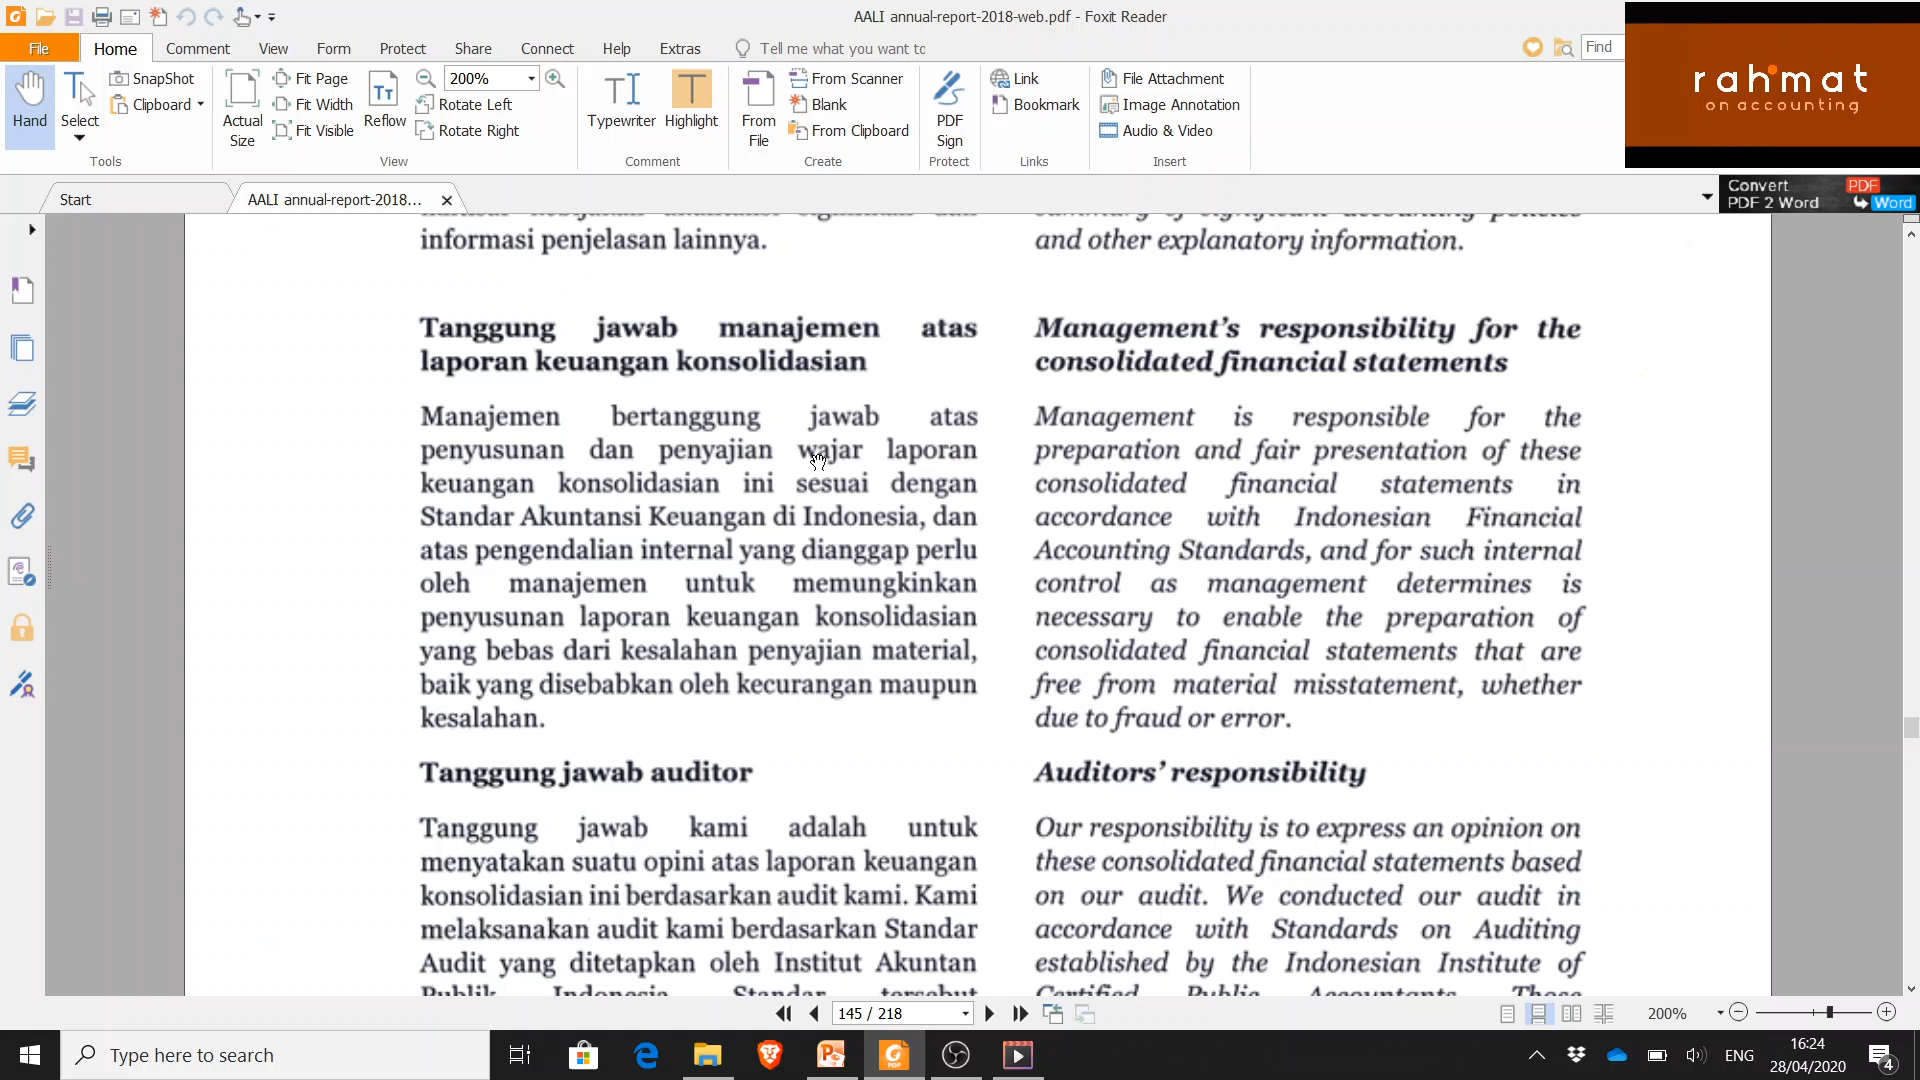 AALI annual-report-2018-web.pdf - Foxit Reader
File Home Comment View Form Protect Share Connect Help Extras Tell me what you want to Find
rahmat
on accounting
Hand
Select
SnapShot
Clipboard
Tools
Actual
Size
Fit Page
Fit Width
Fit Visible
Reflow
200%
Rotate Left
Rotate Right
View
Typewriter
Highlight
Comment
From
File
From Scanner
Blank
From Clipboard
Create
PDF
Sign
Protect
Link
Bookmark
Links
File Attachment
Image Annotation
Audio & Video
Insert
Start
AALI annual-report-2018...
Convert PDF
PDF 2 Word Word
informasi penjelasan lainnya.
Tanggung jawab manajemen atas
laporan keuangan konsolidasian
Manajemen bertanggung jawab atas
penyusunan dan penyajian wajar laporan
keuangan konsolidasian ini sesuai dengan
Standar Akuntansi Keuangan di Indonesia, dan
atas pengendalian internal yang dianggap perlu
oleh manajemen untuk memungkinkan
penyusunan laporan keuangan konsolidasian
yang bebas dari kesalahan penyajian material,
baik yang disebabkan oleh kecurangan maupun
kesalahan.
Tanggung jawab auditor
Tanggung jawab kami adalah untuk
menyatakan suatu opini atas laporan keuangan
konsolidasian ini berdasarkan audit kami. Kami
melaksanakan audit kami berdasarkan Standar
Audit yang ditetapkan oleh Institut Akuntan
Publik Indonesia. Standar tersebut
summary of significant accounting policies
and other explanatory information.
Management's responsibility for the
consolidated financial statements
Management is responsible for the
preparation and fair presentation of these
consolidated financial statements in
accordance with Indonesian Financial
Accounting Standards, and for such internal
control as management determines is
necessary to enable the preparation of
consolidated financial statements that are
free from material misstatement, whether
due to fraud or error.
Auditors' responsibility
Our responsibility is to express an opinion on
these consolidated financial statements based
on our audit. We conducted our audit in
accordance with Standards on Auditing
established by the Indonesian Institute of
Certified Public Accountants. Those
145 / 218
200%
Type here to search
ENG
16:24
28/04/2020
4